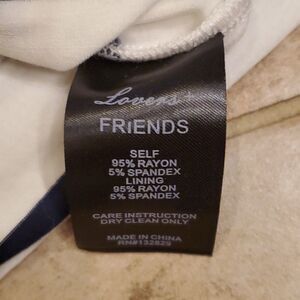 Lovers +
FRiENDS
SELF
95% RAYON
5% SPANDEX
LINING
95% RAYON
5% SPANDEX
CARE INSTRUCTION
DRY CLEAN ONLY
MADE IN CHINA
RN#132829